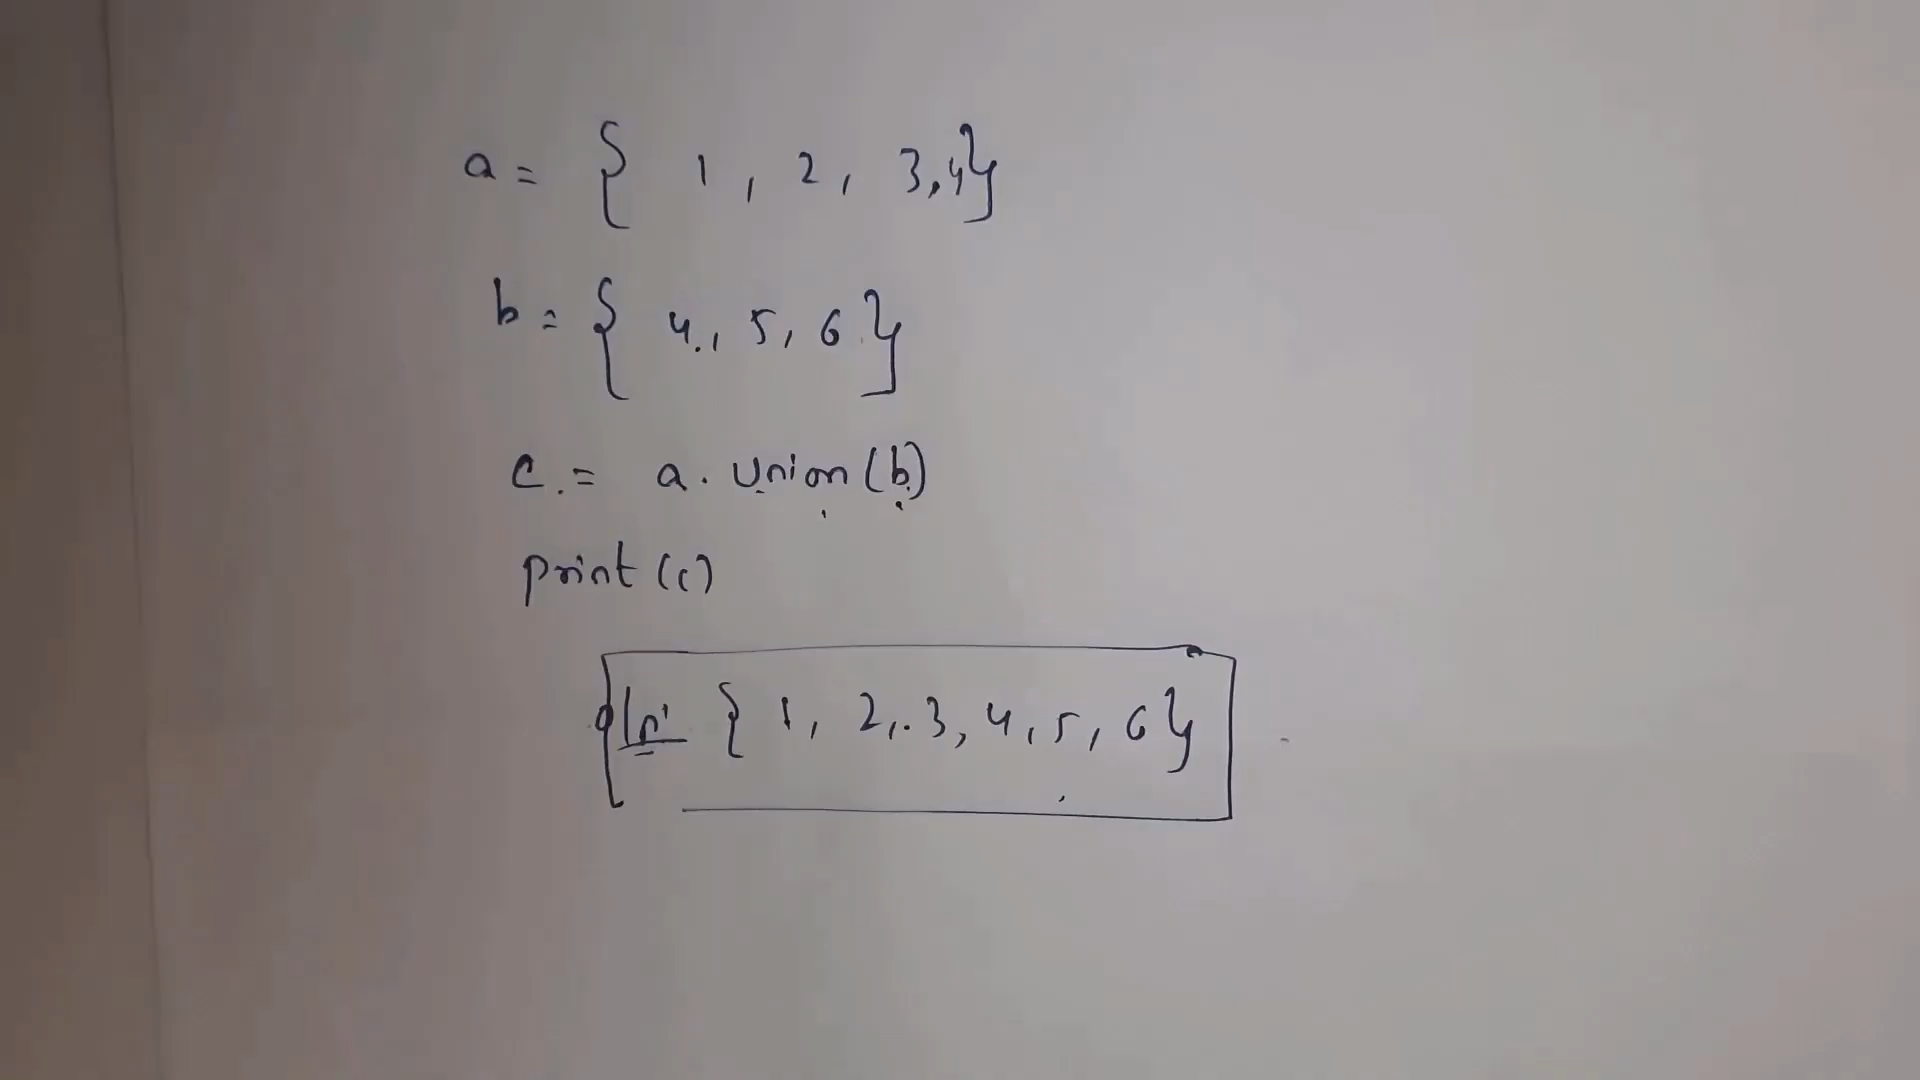 a = { 1, 2, 3,4}
b = { 4, 5, 6 }
c = a. union (b)
print (c)
{ 1, 2, 3, 4, 5, 6}